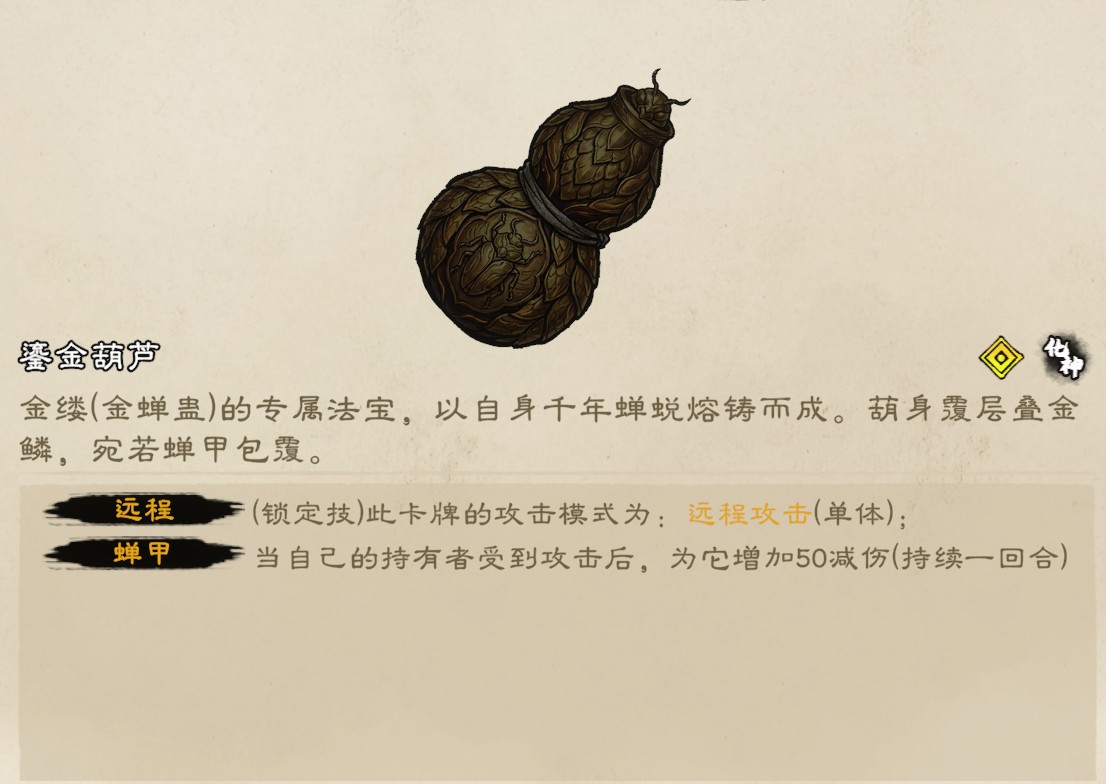 鎏金葫芦
化神
金缕(金蝉蛊)的专属法宝，以自身千年蝉蜕熔铸而成。葫身覆层叠金
鳞，宛若蝉甲包覆。
远程 (锁定技)此卡牌的攻击模式为：远程攻击(单体)；
蝉甲 当自己的持有者受到攻击后，为它增加50减伤(持续一回合)